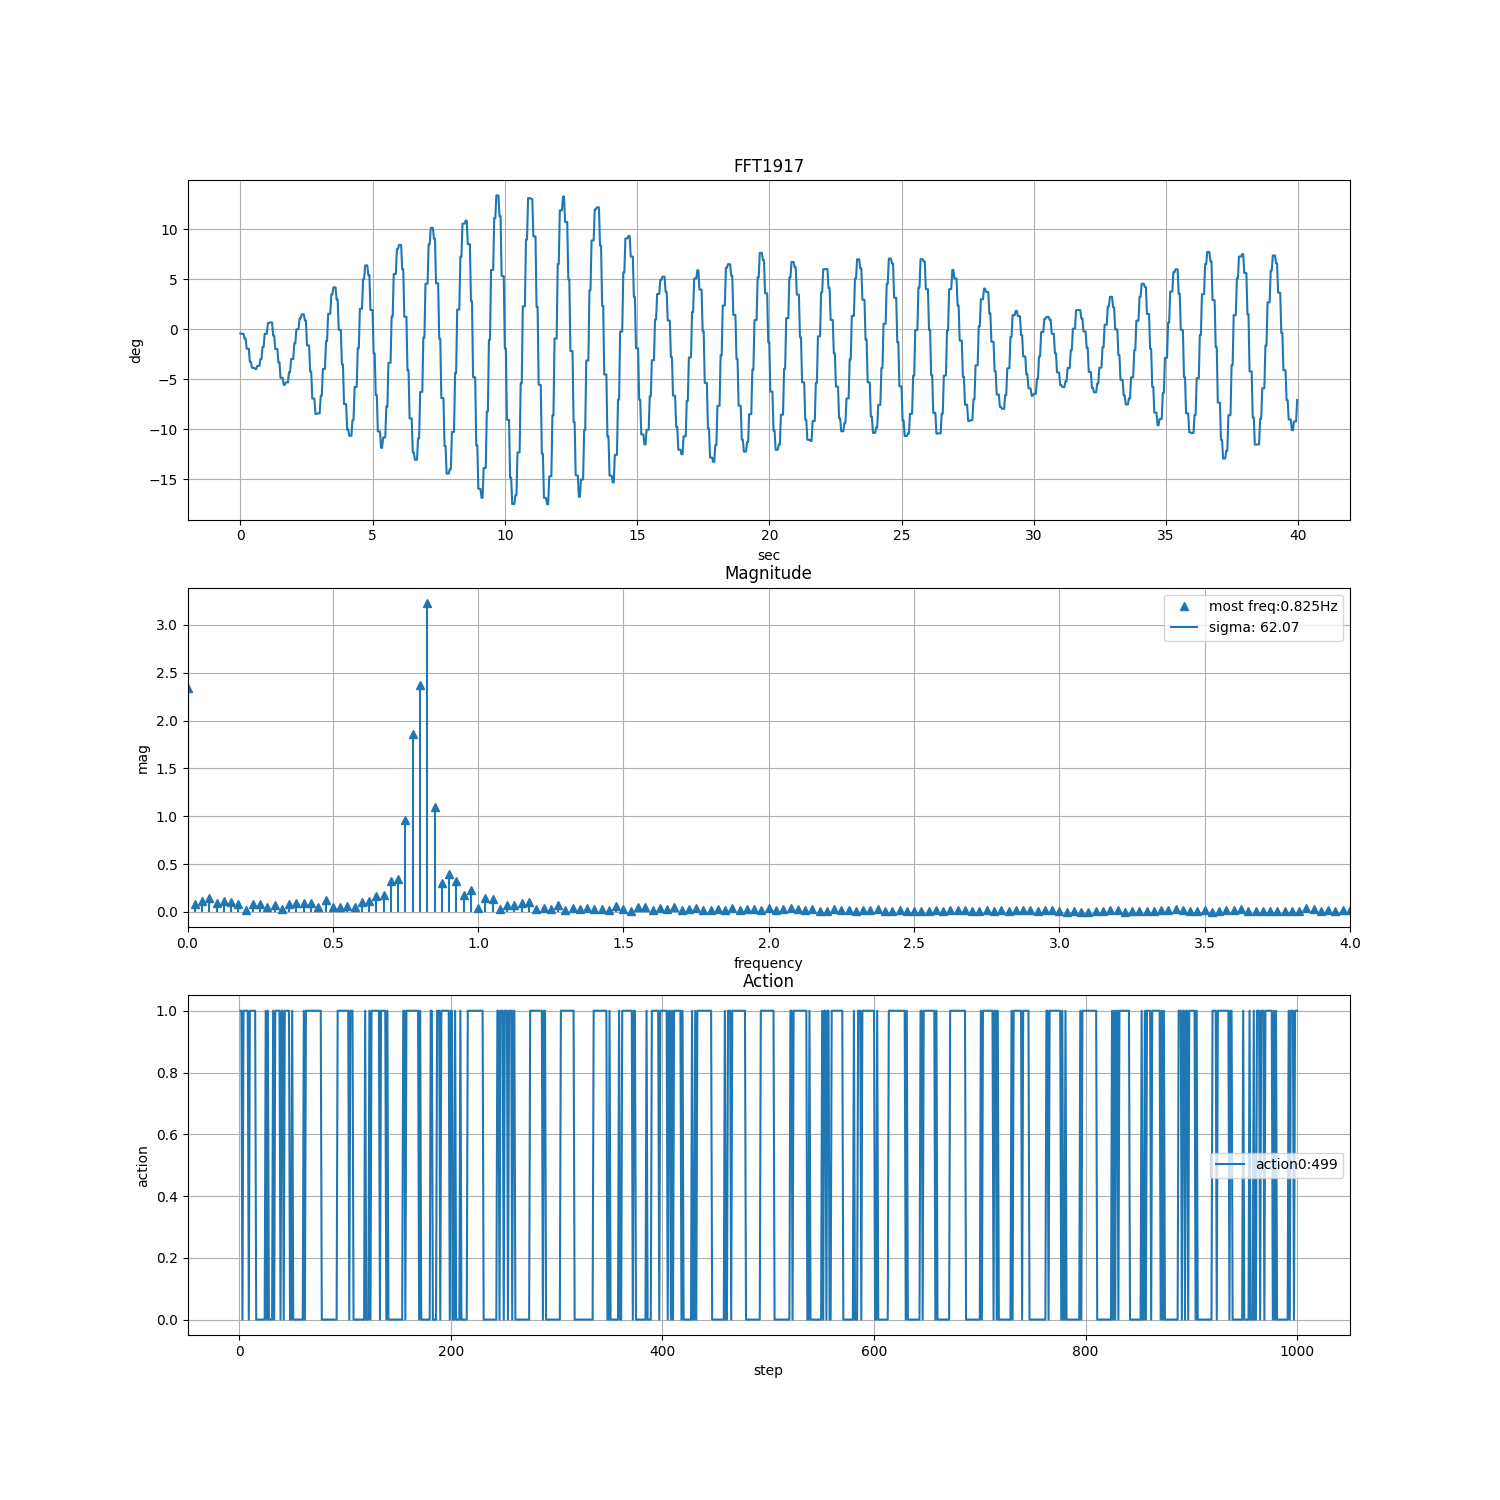 FFT1917
10
5
0
−5
−10
−15
deg
0 5 10 15 20 25 30 35 40
sec
Magnitude
most freq:0.825Hz
sigma: 62.07
3.0
2.5
2.0
1.5
1.0
0.5
0.0
mag
0.0 0.5 1.0 1.5 2.0 2.5 3.0 3.5 4.0
frequency
Action
1.0
0.8
0.6
0.4
0.2
0.0
action
action0:499
0 200 400 600 800 1000
step